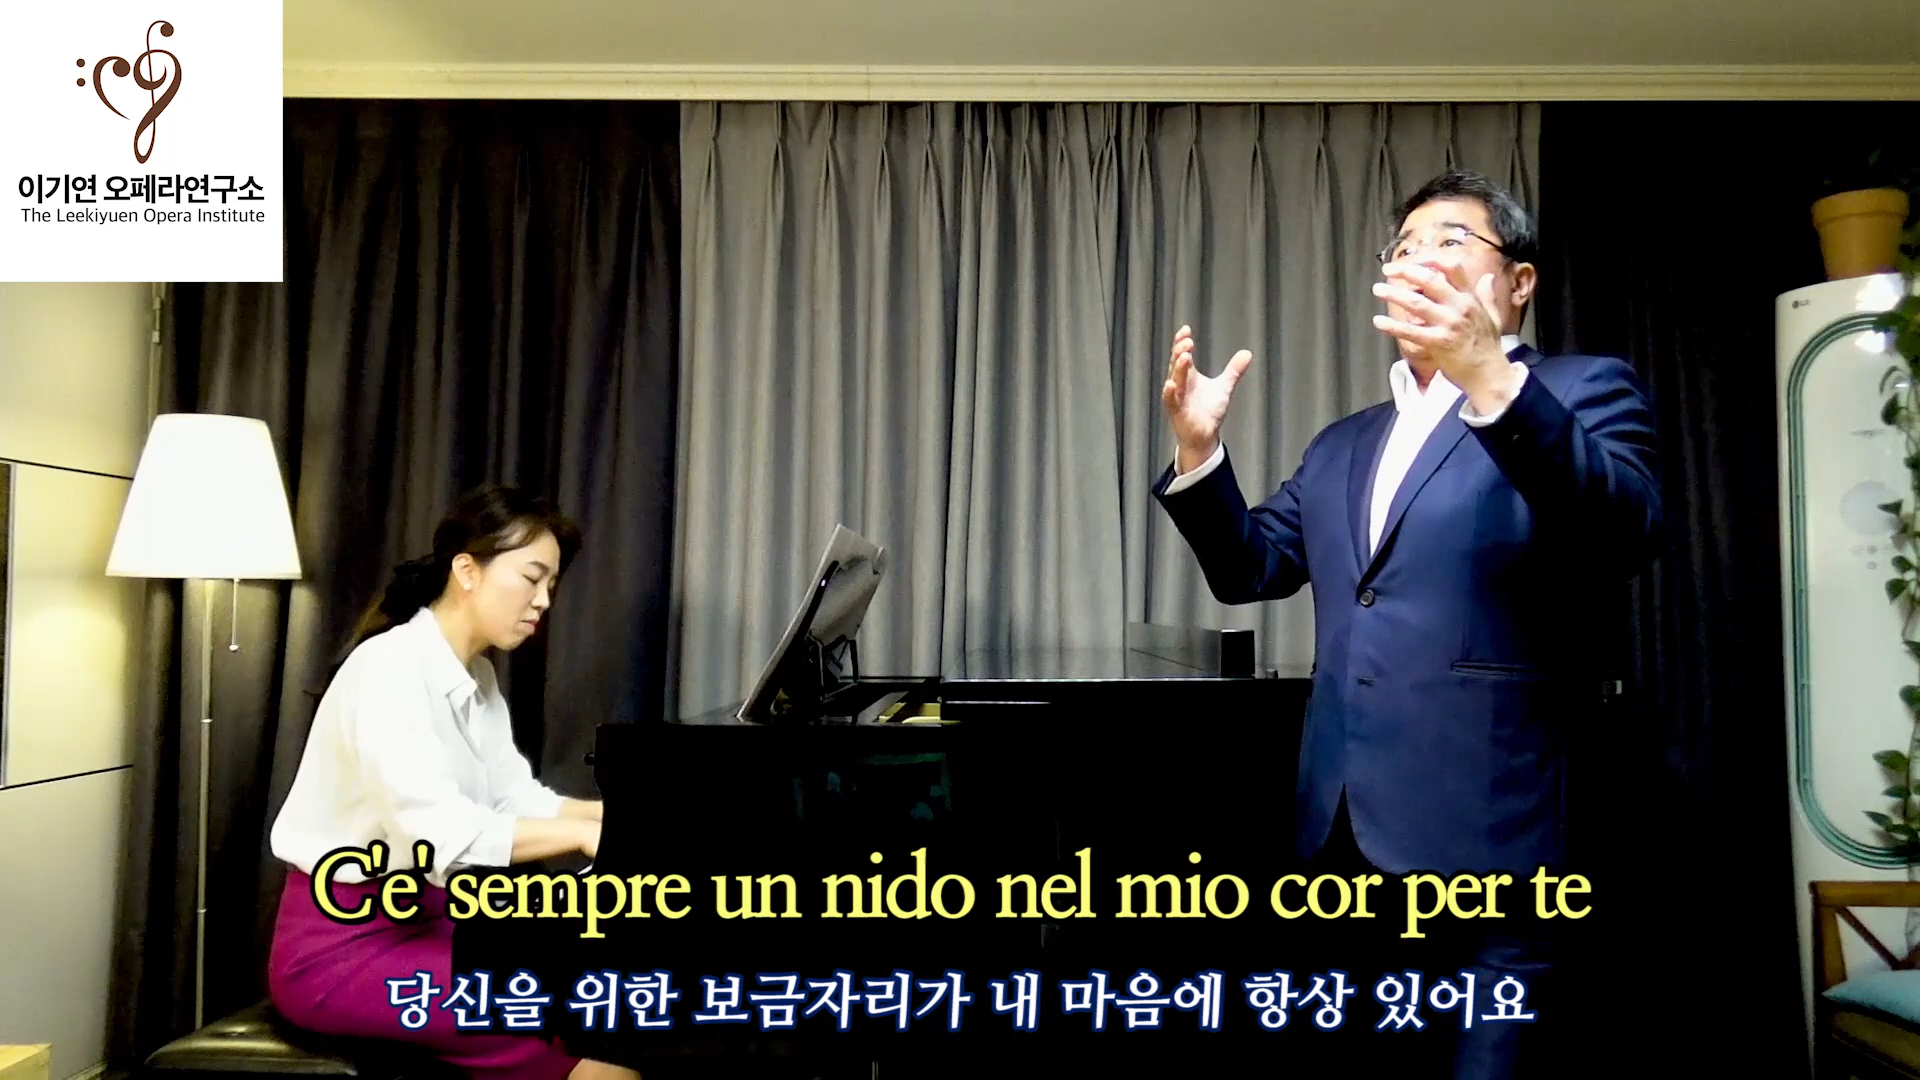 이기연 오페라연구소
The Leekiyuen Opera Institute
LG
C'e' sempre un nido nel mio cor per te
당신을 위한 보금자리가 내 마음에 항상 있어요